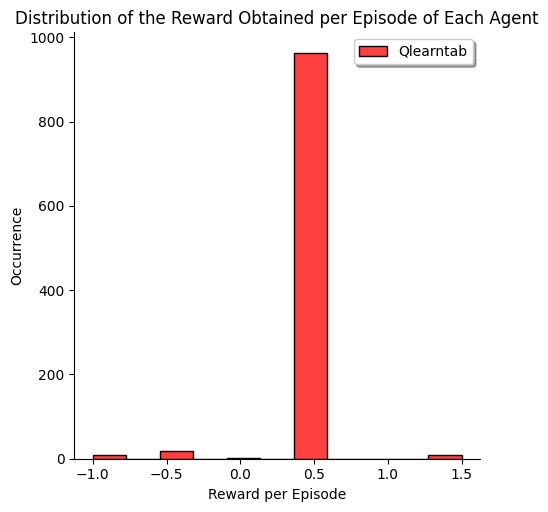 Distribution of the Reward Obtained per Episode of Each Agent
Qlearntab
1000
800
600
400
200
0
Occurrence
−1.0 −0.5 0.0 0.5 1.0 1.5
Reward per Episode